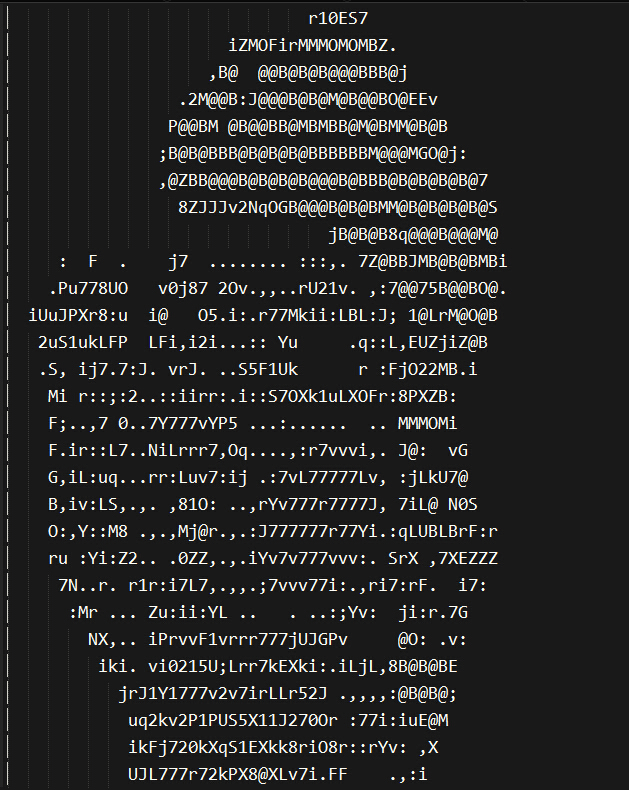 |                              r10ES7
|                      iZMOFirMMMOMOMBZ.
|                    ,B@  @@B@B@B@@@BBB@j
|                 .2M@@B:J@@@B@B@M@B@@BO@EEv
|                P@@BM @B@@BB@MBMBB@M@BMM@B@B
|               ;B@B@BBB@B@B@B@BBBBBBM@@@MGO@j:
|               ,@ZBB@@@B@B@B@B@@@B@BBB@B@B@B@B@7
|                 8ZJJJv2NqOGB@@@B@B@BMM@B@B@B@B@S
|                                jB@B@B8q@@@B@@@M@
|     :  F  .    j7  ........ :::,. 7Z@BBJMB@B@BMBi
|    .Pu778UO   v0j87 2Ov.,,..rU21v. ,:7@@75B@@BO@.
|  iUuJPXr8:u  i@   O5.i:.r77Mkii:LBL:J; 1@LrM@O@B
|   2uS1ukLFP  LFi,i2i...:: Yu     .q::L,EUZjiZ@B
|   .S, ij7.7:J. vrJ. ..S5F1Uk      r :FjO22MB.i
|    Mi r::;:2..::iirr:.i::S7OXk1uLXOFr:8PXZB:
|    F;..,7 0..7Y777vYP5 ...:......  .. MMMOMi
|    F.ir::L7..NiLrrr7,Oq....,:r7vvvi,. J@:  vG
|    G,iL:uq...rr:Luv7:ij .:7vL77777Lv, :jLkU7@
|    B,iv:LS,.,. ,81O: ..,rYv777r7777J, 7iL@ N0S
|    O:,Y::M8 .,.,Mj@r.,.:J777777r77Yi.:qLUBLBrF:r
|    ru :Yi:Z2.. .0ZZ,.,.iYv7v777vvv:. SrX ,7XEZZZ
|     7N..r. r1r:i7L7,.,,.;7vvv77i:.,ri7:rF.  i7:
|      :Mr ... Zu:ii:YL ..  . ..:;Yv:  ji:r.7G
|        NX,.. iPrvvF1vrrr777jUJGPv     @O: .v:
|         iki. vi0215U;Lrr7kEXki:.iLjL,8B@B@BE
|           jrJ1Y1777v2v7irLLr52J .,,,,:@B@B@;
|            uq2kv2P1PUS5X11J270Or :77i:iuE@M
|            ikFj720kXqS1EXkk8riO8r::rYv: ,X
|            UJL777r72kPX8@XLv7i.FF    .,:i